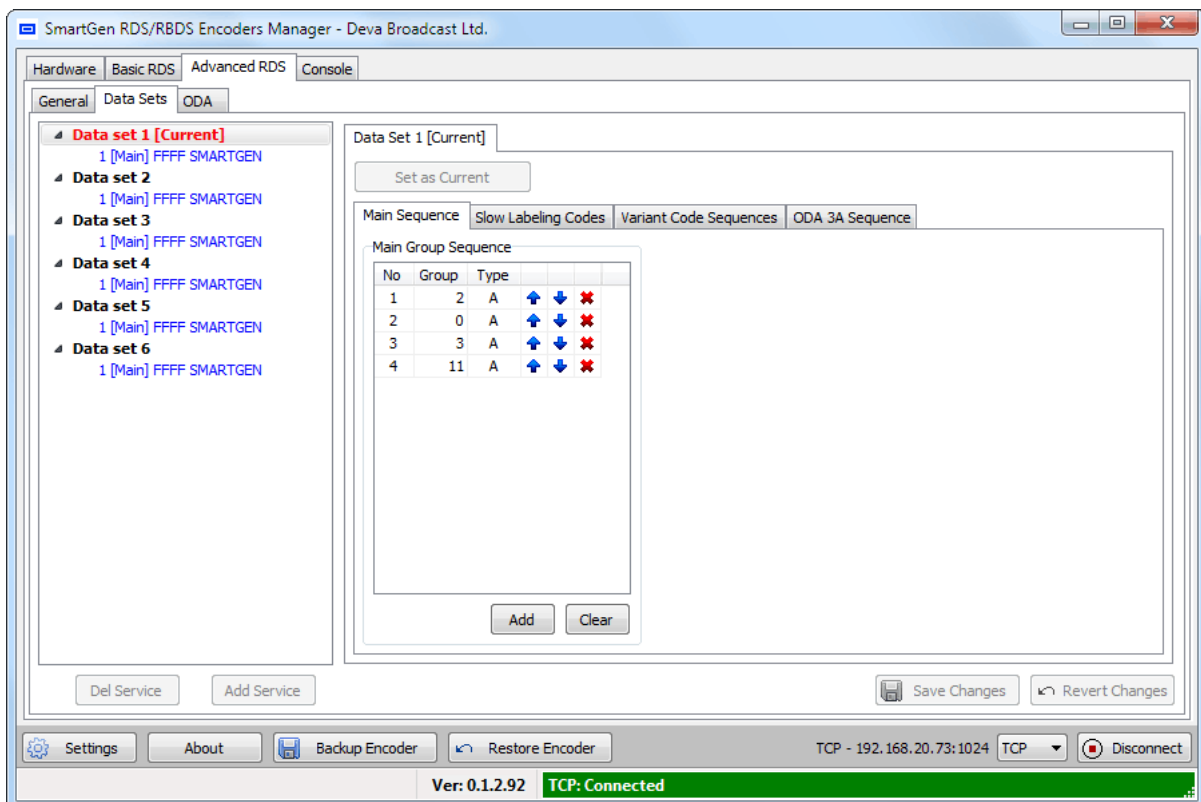 SmartGen RDS/RBDS Encoders Manager - Deva Broadcast Ltd.
Hardware Basic RDS Advanced RDS Console
General Data Sets ODA
Data set 1 [Current]
1 [Main] FFFF SMARTGEN
Data set 2
1 [Main] FFFF SMARTGEN
Data set 3
1 [Main] FFFF SMARTGEN
Data set 4
1 [Main] FFFF SMARTGEN
Data set 5
1 [Main] FFFF SMARTGEN
Data set 6
1 [Main] FFFF SMARTGEN
Data Set 1 [Current]
Set as Current
Main Sequence Slow Labeling Codes Variant Code Sequences ODA 3A Sequence
Main Group Sequence
No Group Type
1 2 A
2 0 A
3 3 A
4 11 A
Add Clear
Del Service Add Service Save Changes Revert Changes
Settings About Backup Encoder Restore Encoder TCP - 192.168.20.73:1024 TCP Disconnect
Ver: 0.1.2.92 TCP: Connected